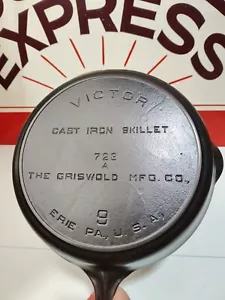 EXPRESS
VICTOR
CAST IRON SKILLET
723
A
THE GRISWOLD MFG. CO.,
9
ERIE PA., U.S.A.